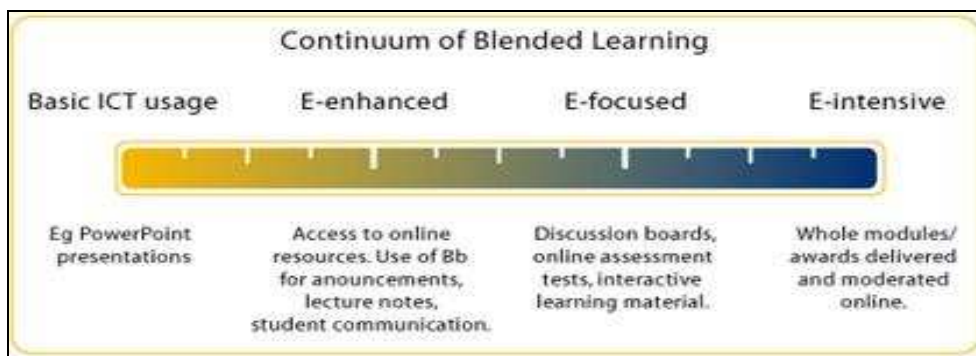 Continuum of Blended Learning
Basic ICT usage
E-enhanced
E-focused
E-intensive
Eg PowerPoint
presentations
Access to online
resources. Use of Bb
for anouncements,
lecture notes,
student communication.
Discussion boards,
online assessment
tests, interactive
learning material.
Whole modules/
awards delivered
and moderated
online.